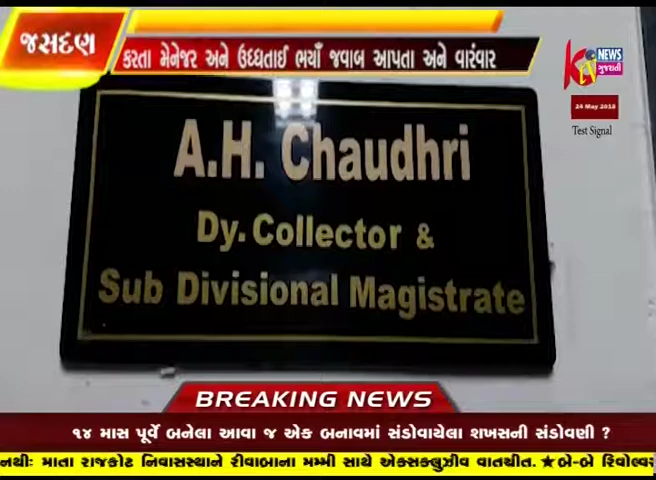 જસદણ
કરતા મેનેજર અને ઉદ્ધતાઈ ભર્યાં જવાબ આપતા અને વારંવાર
NEWS
ગુજરાતી
24 May 2018
Test Signal
A.H. Chaudhri
Dy. Collector &
Sub Divisional Magistrate
BREAKING NEWS
૧૪ માસ પૂર્વે બનેલા આવા જ એક બનાવમાં સંડોવાયેલા શખસની સંડોવણી ?
નથી: માતા રાજકોટ નિવાસસ્થાને રીવાબાના મમ્મી સાથે એક્સક્લુઝીવ વાતચીત. ★બે-બે રિવોલ્વર